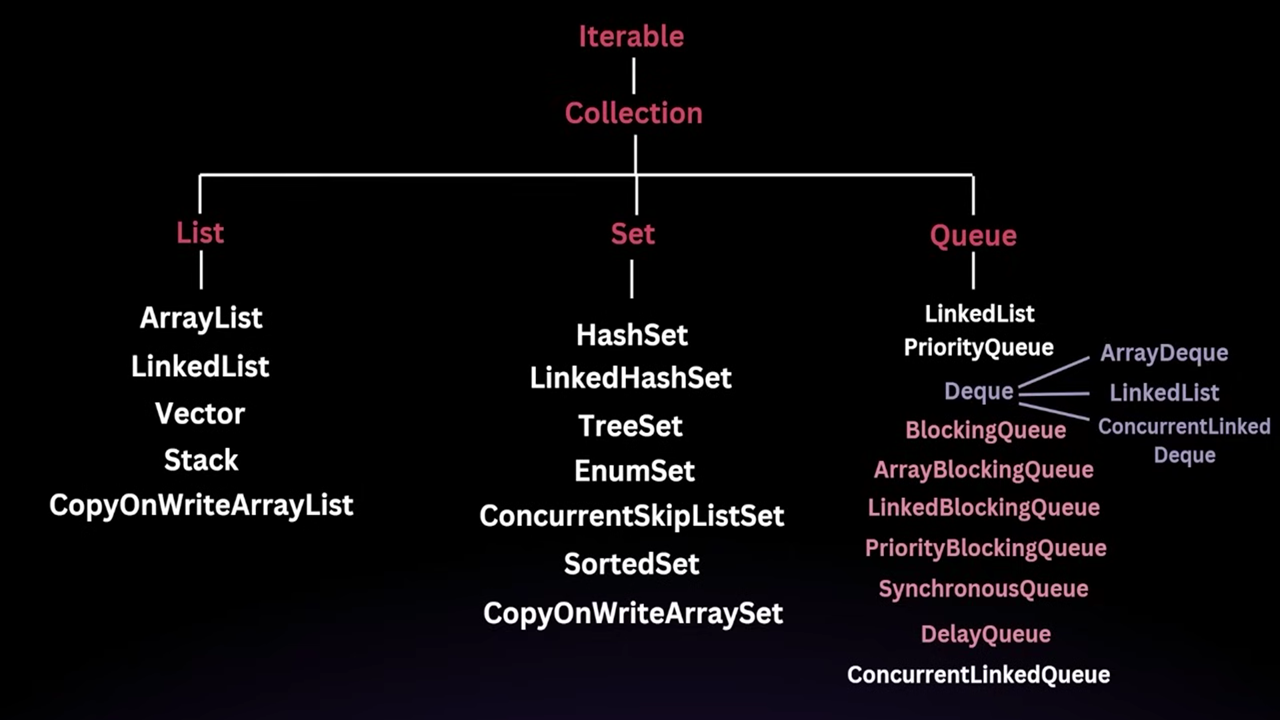 Iterable
Collection
List
Set
Queue
ArrayList
LinkedList
Vector
Stack
CopyOnWriteArrayList
HashSet
LinkedHashSet
TreeSet
EnumSet
ConcurrentSkipListSet
SortedSet
CopyOnWriteArraySet
LinkedList
PriorityQueue
Deque
ArrayDeque
LinkedList
ConcurrentLinked
Deque
BlockingQueue
ArrayBlockingQueue
LinkedBlockingQueue
PriorityBlockingQueue
SynchronousQueue
DelayQueue
ConcurrentLinkedQueue